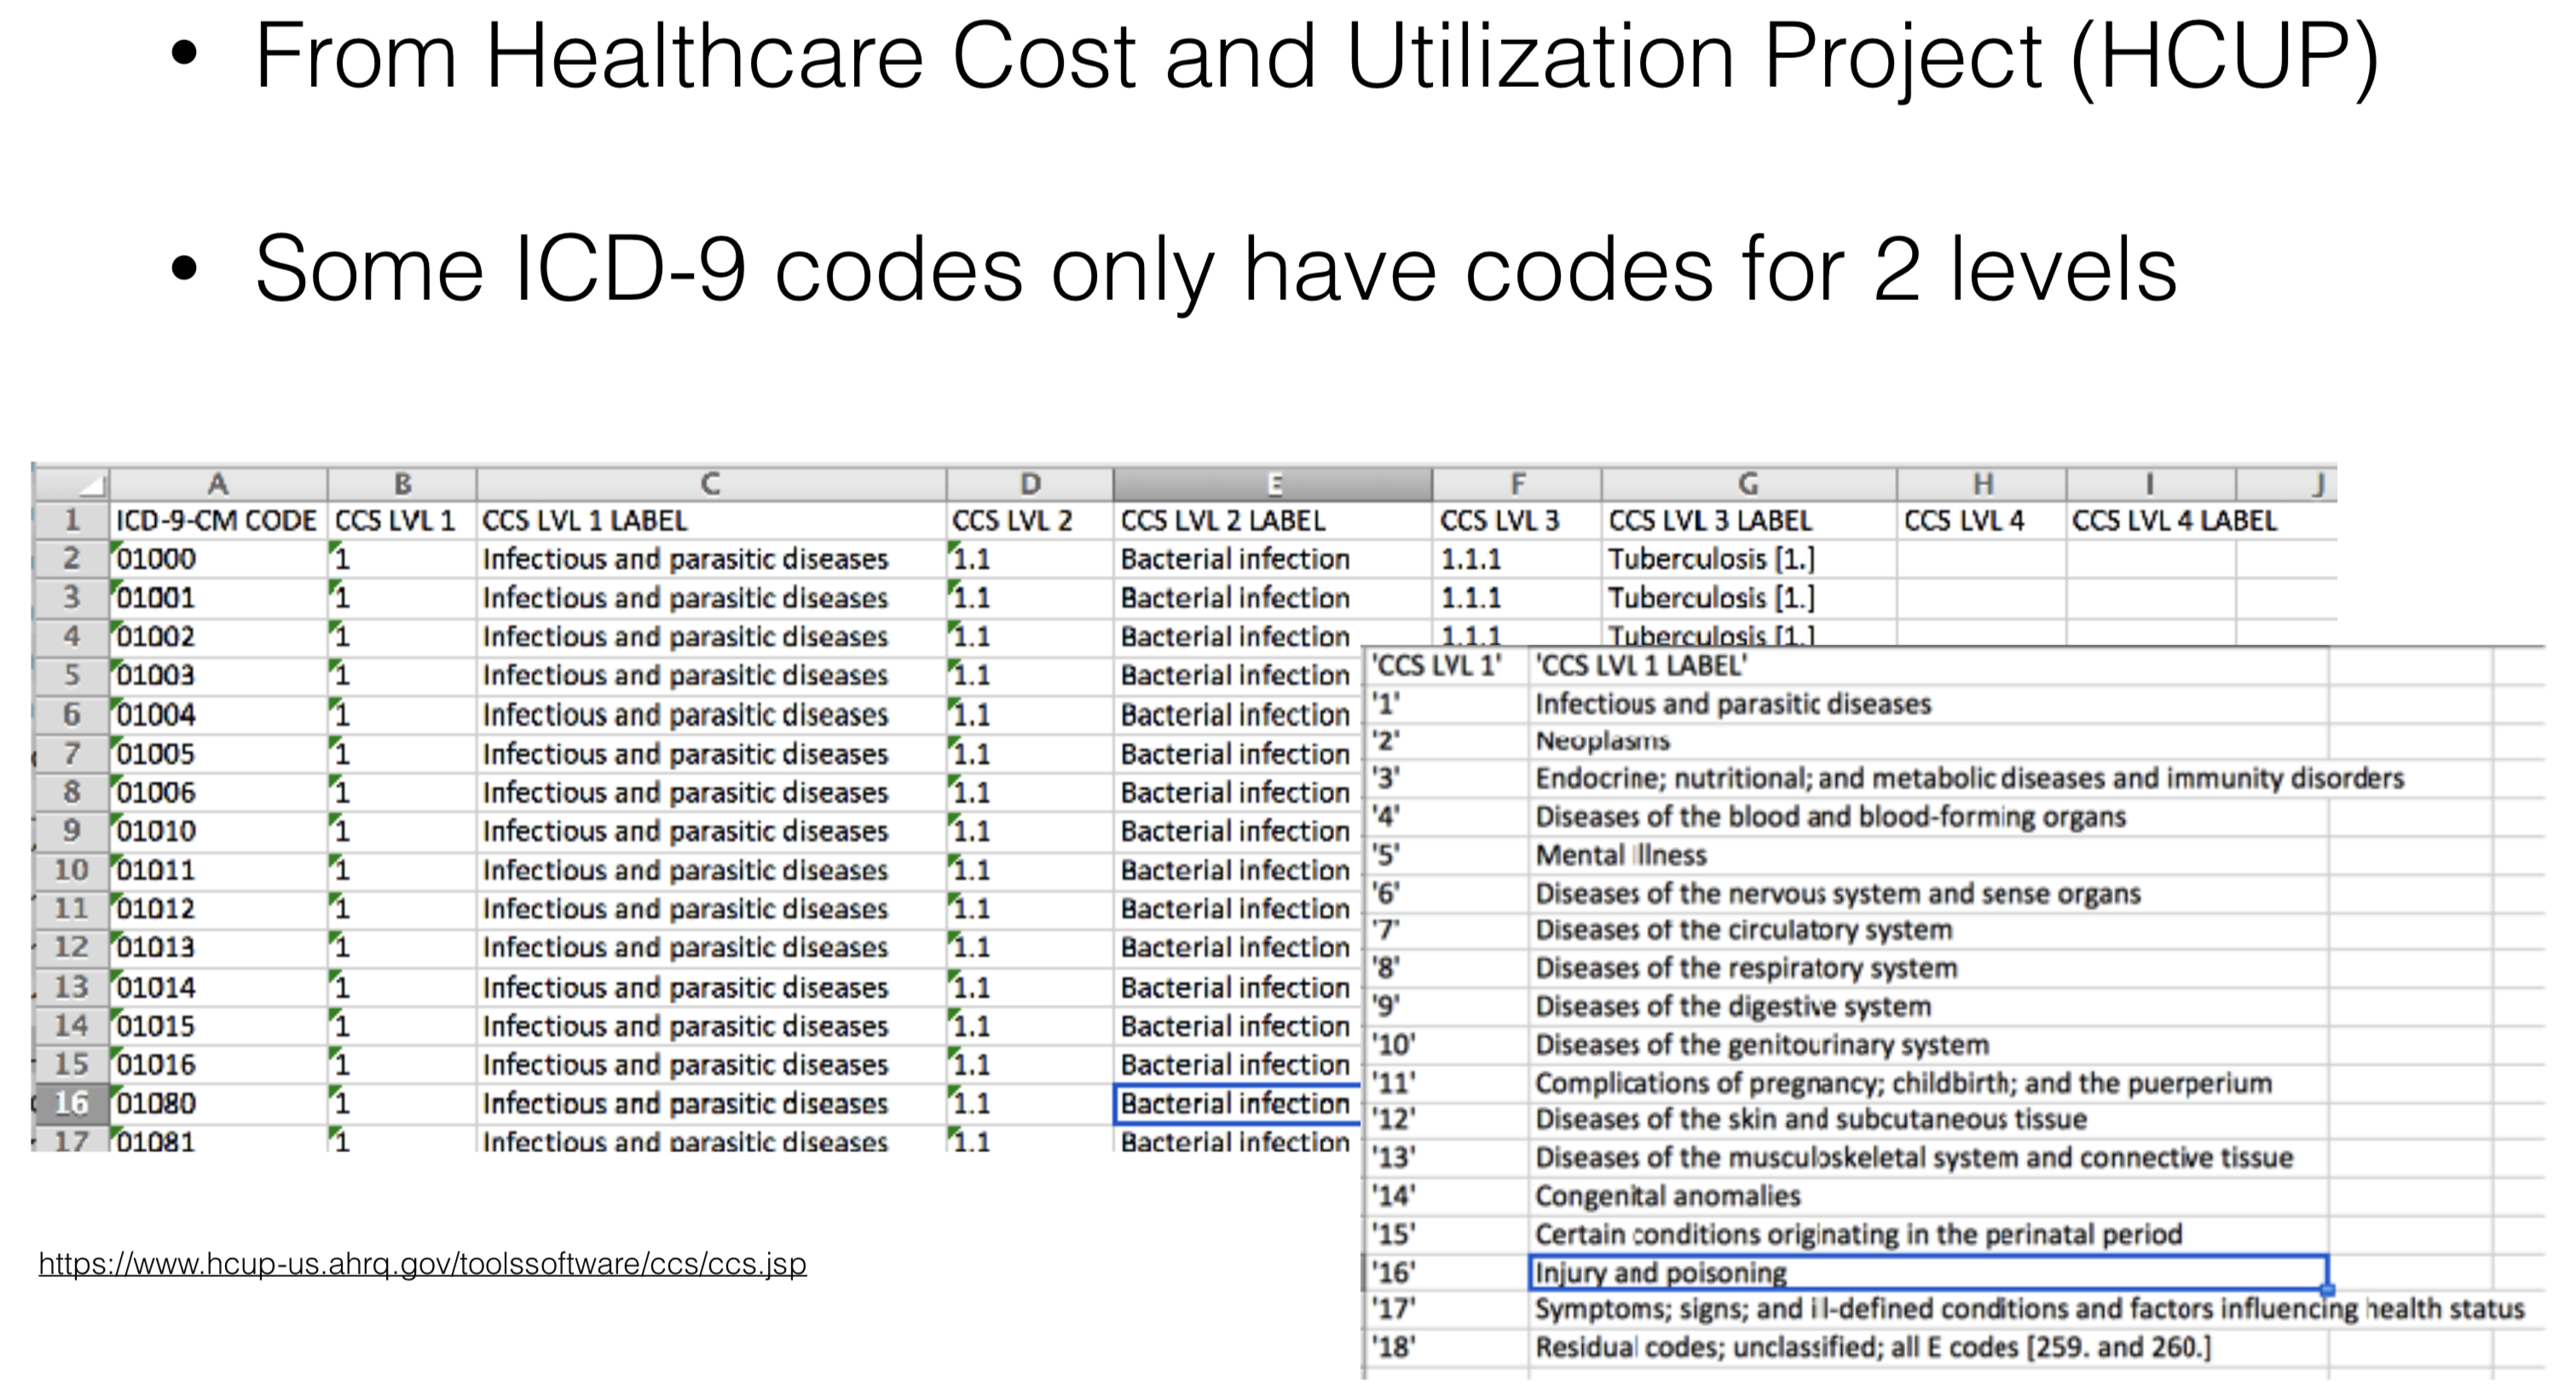 • From Healthcare Cost and Utilization Project (HCUP)
• Some ICD-9 codes only have codes for 2 levels
A B C D E F G H I J
1 ICD-9-CM CODE CCS LVL 1 CCS LVL 1 LABEL CCS LVL 2 CCS LVL 2 LABEL CCS LVL 3 CCS LVL 3 LABEL CCS LVL 4 CCS LVL 4 LABEL
2 01000 1 Infectious and parasitic diseases 1.1 Bacterial infection 1.1.1 Tuberculosis [1.]
3 01001 1 Infectious and parasitic diseases 1.1 Bacterial infection 1.1.1 Tuberculosis [1.]
4 01002 1 Infectious and parasitic diseases 1.1 Bacterial infection 1.1.1 Tuberculosis [1.]
5 01003 1 Infectious and parasitic diseases 1.1 Bacterial infection
6 01004 1 Infectious and parasitic diseases 1.1 Bacterial infection
7 01005 1 Infectious and parasitic diseases 1.1 Bacterial infection
8 01006 1 Infectious and parasitic diseases 1.1 Bacterial infection
9 01010 1 Infectious and parasitic diseases 1.1 Bacterial infection
10 01011 1 Infectious and parasitic diseases 1.1 Bacterial infection
11 01012 1 Infectious and parasitic diseases 1.1 Bacterial infection
12 01013 1 Infectious and parasitic diseases 1.1 Bacterial infection
13 01014 1 Infectious and parasitic diseases 1.1 Bacterial infection
14 01015 1 Infectious and parasitic diseases 1.1 Bacterial infection
15 01016 1 Infectious and parasitic diseases 1.1 Bacterial infection
16 01080 1 Infectious and parasitic diseases 1.1 Bacterial infection
17 01081 1 Infectious and parasitic diseases 1.1 Bacterial infection
'CCS LVL 1' 'CCS LVL 1 LABEL'
'1' Infectious and parasitic diseases
'2' Neoplasms
'3' Endocrine; nutritional; and metabolic diseases and immunity disorders
'4' Diseases of the blood and blood-forming organs
'5' Mental illness
'6' Diseases of the nervous system and sense organs
'7' Diseases of the circulatory system
'8' Diseases of the respiratory system
'9' Diseases of the digestive system
'10' Diseases of the genitourinary system
'11' Complications of pregnancy; childbirth; and the puerperium
'12' Diseases of the skin and subcutaneous tissue
'13' Diseases of the musculoskeletal system and connective tissue
'14' Congenital anomalies
'15' Certain conditions originating in the perinatal period
'16' Injury and poisoning
'17' Symptoms; signs; and ill-defined conditions and factors influencing health status
'18' Residual codes; unclassified; all E codes [259. and 260.]
https://www.hcup-us.ahrq.gov/toolssoftware/ccs/ccs.jsp